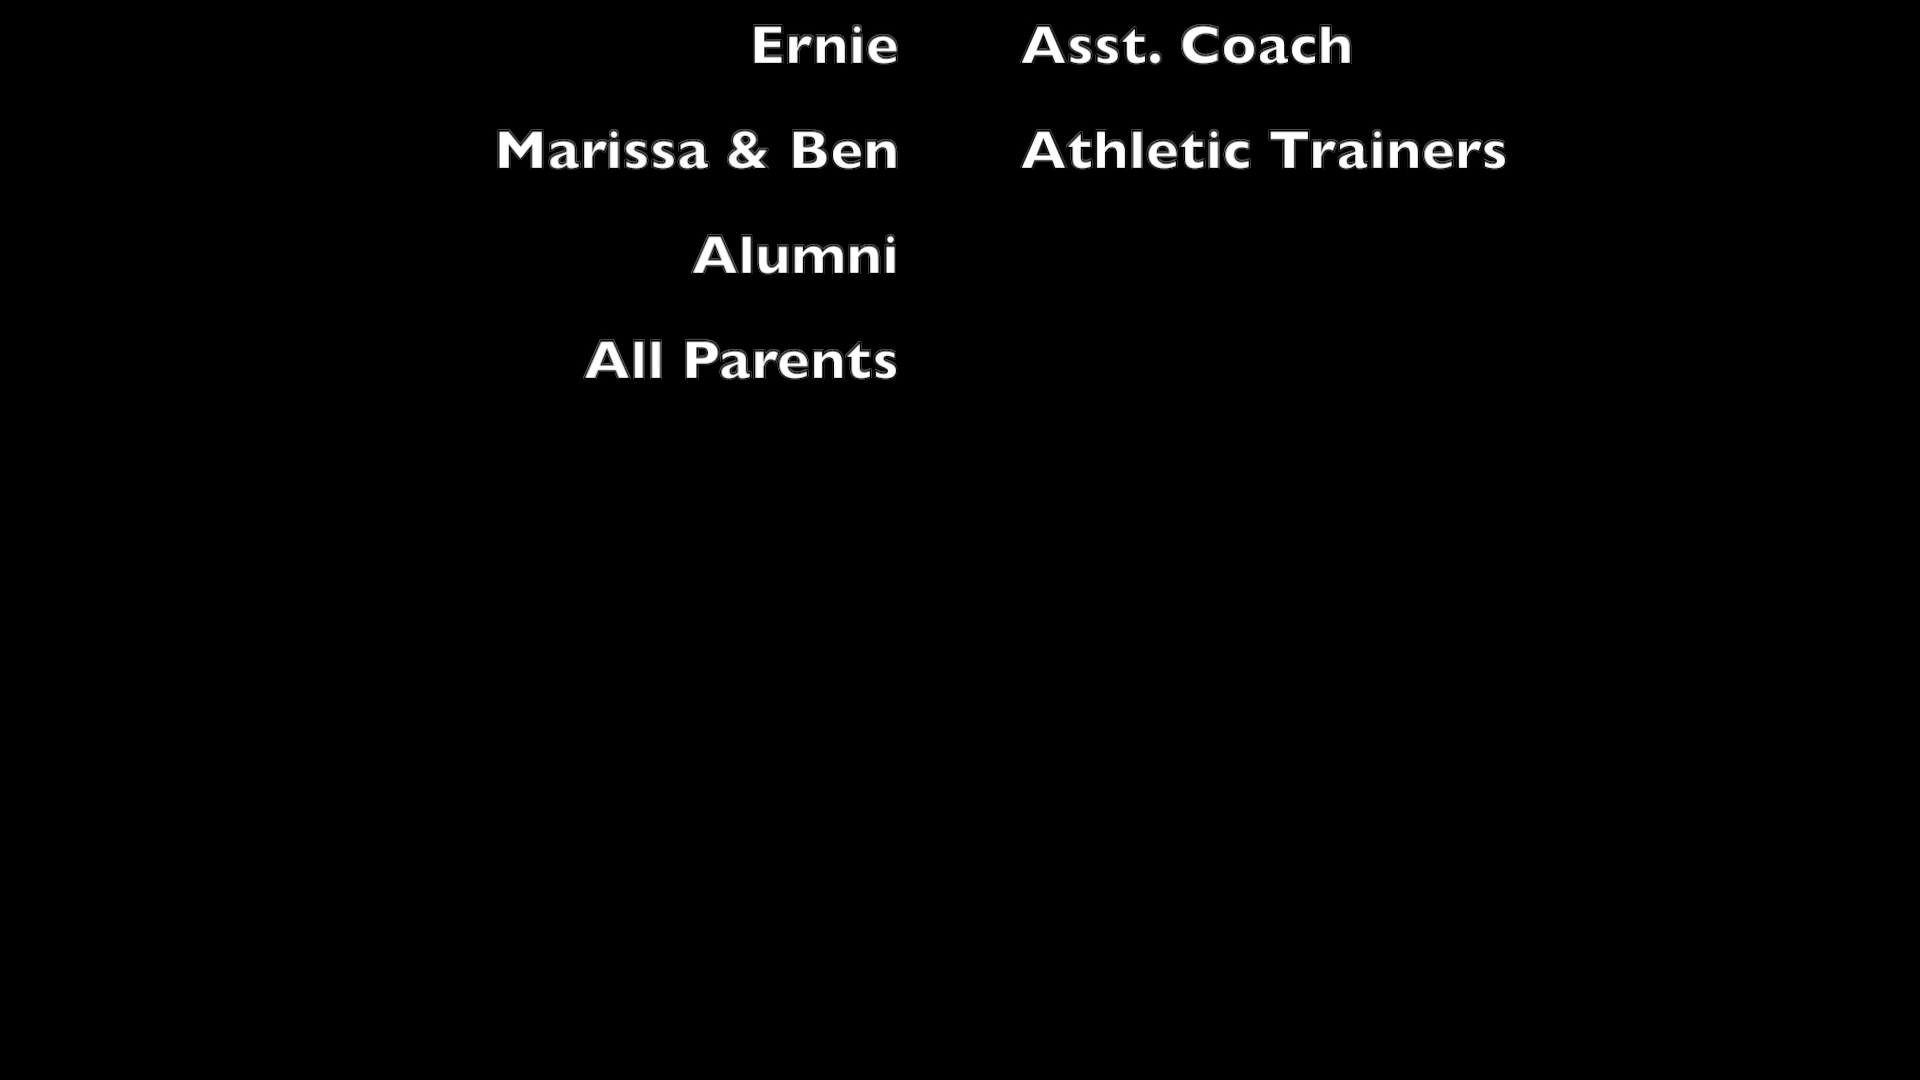 Ernie Asst. Coach
Marissa & Ben Athletic Trainers
Alumni
All Parents